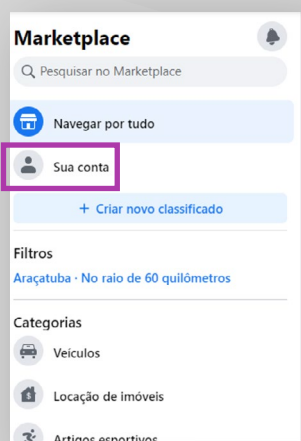 Marketplace
Pesquisar no Marketplace
Navegar por tudo
Sua conta
+ Criar novo classificado
Filtros
Araçatuba · No raio de 60 quilômetros
Categorias
Veículos
Locação de imóveis
Artigos esportivos